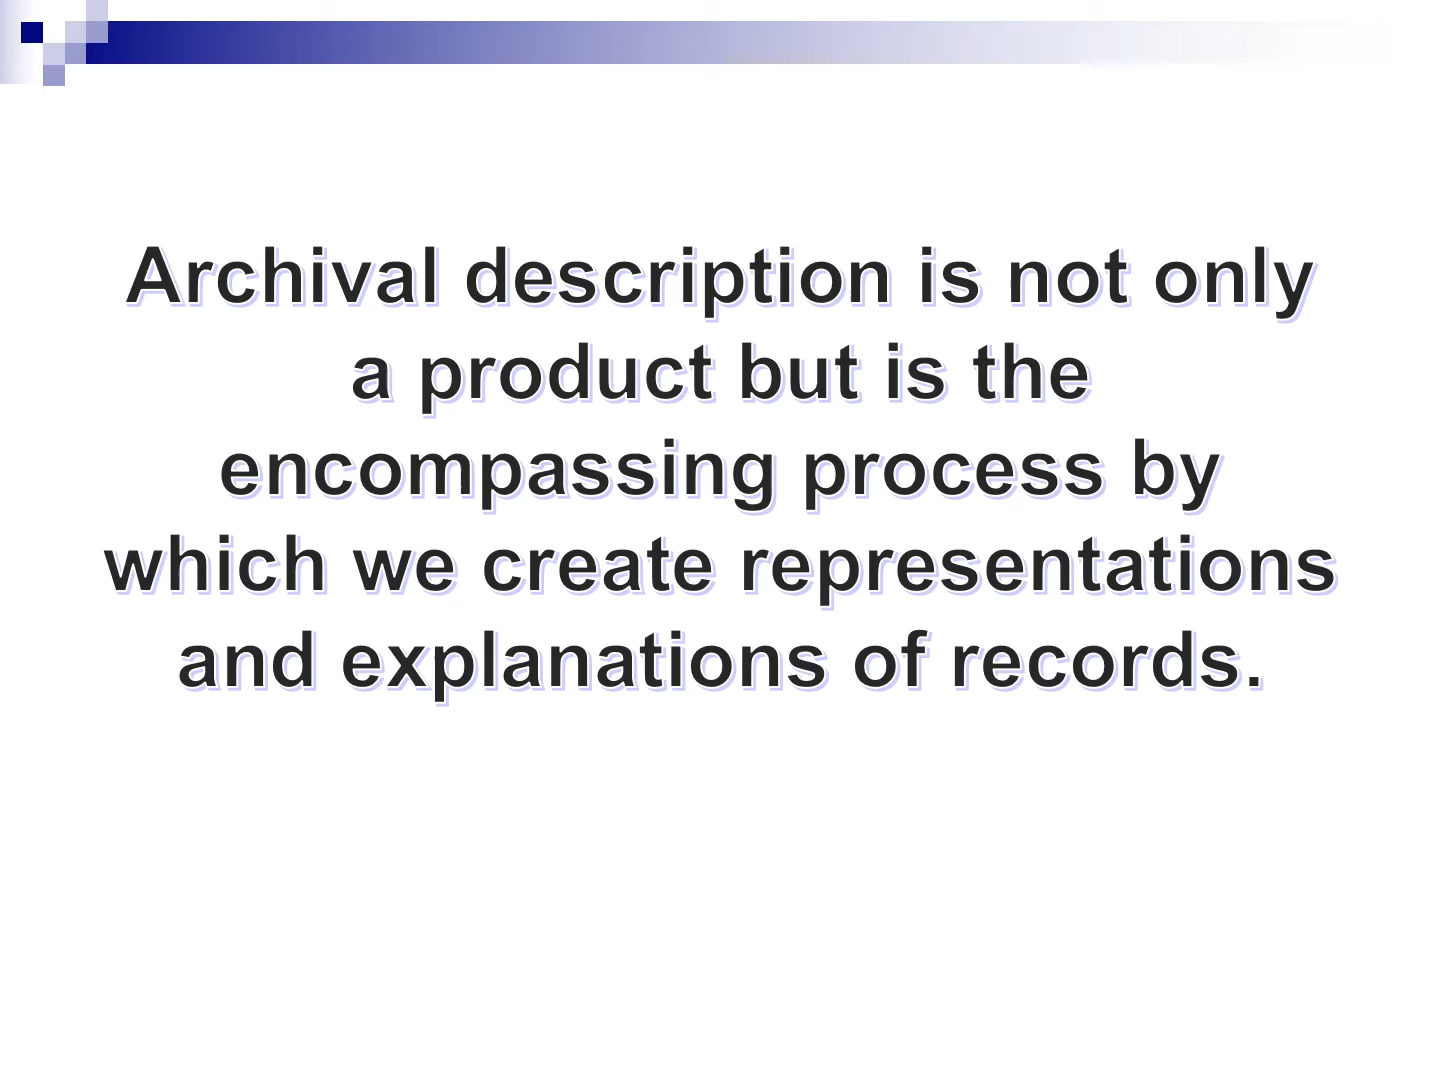 Archival description is not only
a product but is the
encompassing process by
which we create representations
and explanations of records.